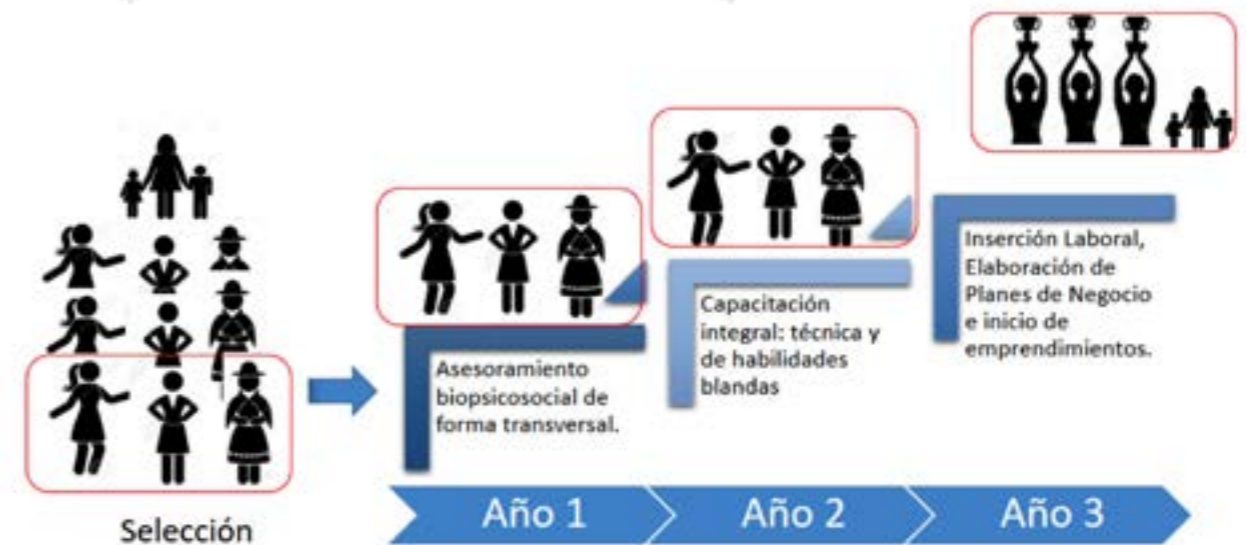 Selección
Asesoramiento
biopsicosocial de
forma transversal.
Capacitación
integral: técnica y
de habilidades
blandas
Inserción Laboral,
Elaboración de
Planes de Negocio
e inicio de
emprendimientos.
Año 1
Año 2
Año 3